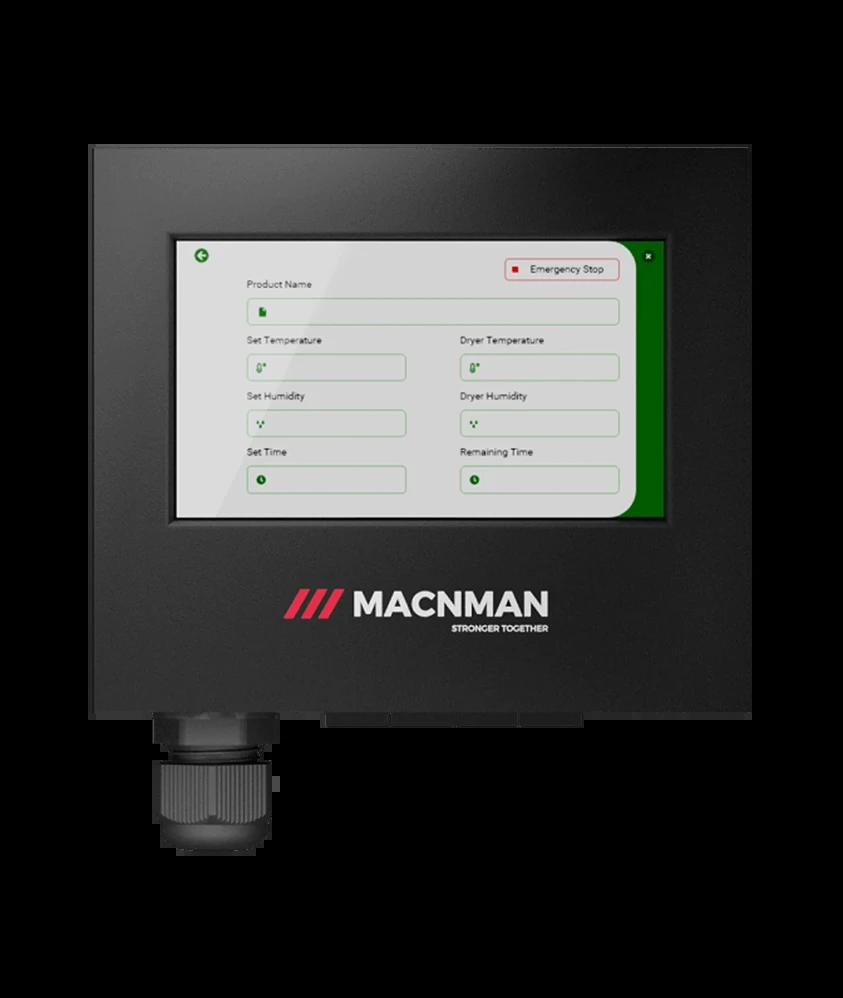 Emergency Stop
Product Name
Set Temperature
Dryer Temperature
Set Humidity
Dryer Humidity
Set Time
Remaining Time
MACNMAN
STRONGER TOGETHER